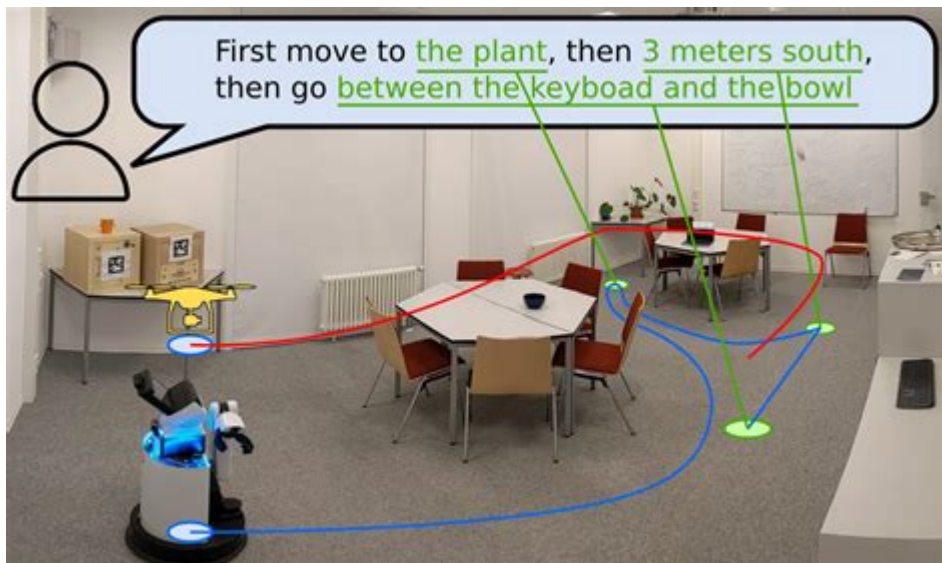 First move to the plant, then 3 meters south,
then go between the keyboad and the bowl